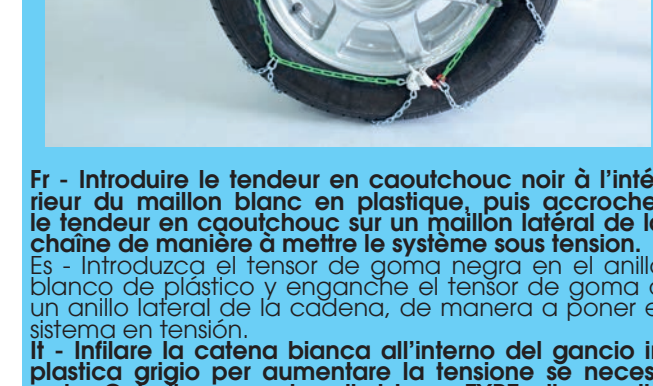 Fr - Introduire le tendeur en caoutchouc noir à l'inté
rieur du maillon blanc en plastique, puis accroche
le tendeur en caoutchouc sur un maillon latéral de l
chaîne de manière à mettre le système sous tension.
Es - Introduzca el tensor de goma negra en el anill
blanco de plástico y enganche el tensor de goma
un anillo lateral de la cadena, de manera a poner e
sistema en tensión.
It - Infilare la catena bianca all'interno del gancio i
plastica grigio per aumentare la tensione se neces